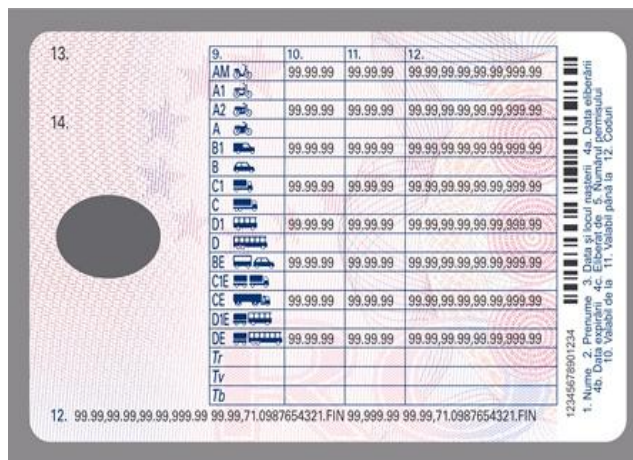 13.
14.
9. 10. 11. 12.
AM 99.99.99 99.99.99 99.99,99.99,99.99,999.99
A1
A2 99.99.99 99.99.99 99.99,99.99,99.99,999.99
A
B1 99.99.99 99.99.99 99.99,99.99,99.99,999.99
B
C1 99.99.99 99.99.99 99.99,99.99,99.99,999.99
C
D1 99.99.99 99.99.99 99.99,99.99,99.99,999.99
D
BE 99.99.99 99.99.99 99.99,99.99,99.99,999.99
C1E
CE 99.99.99 99.99.99 99.99,99.99,99.99,999.99
D1E
DE 99.99.99 99.99.99 99.99,99.99,99.99,999.99
Tr
Tv
Tb
12. 99.99,99.99,99.99,999.99 99.99,71.0987654321.FIN 99,999.99 99.99,71.0987654321.FIN
12345678901234
1. Nume 2. Prenume 3. Data și locul nașterii 4a. Data eliberării
4b. Data expirării 4c. Eliberat de 5. Numărul permisului
10. Valabil de la 11. Valabil până la 12. Coduri